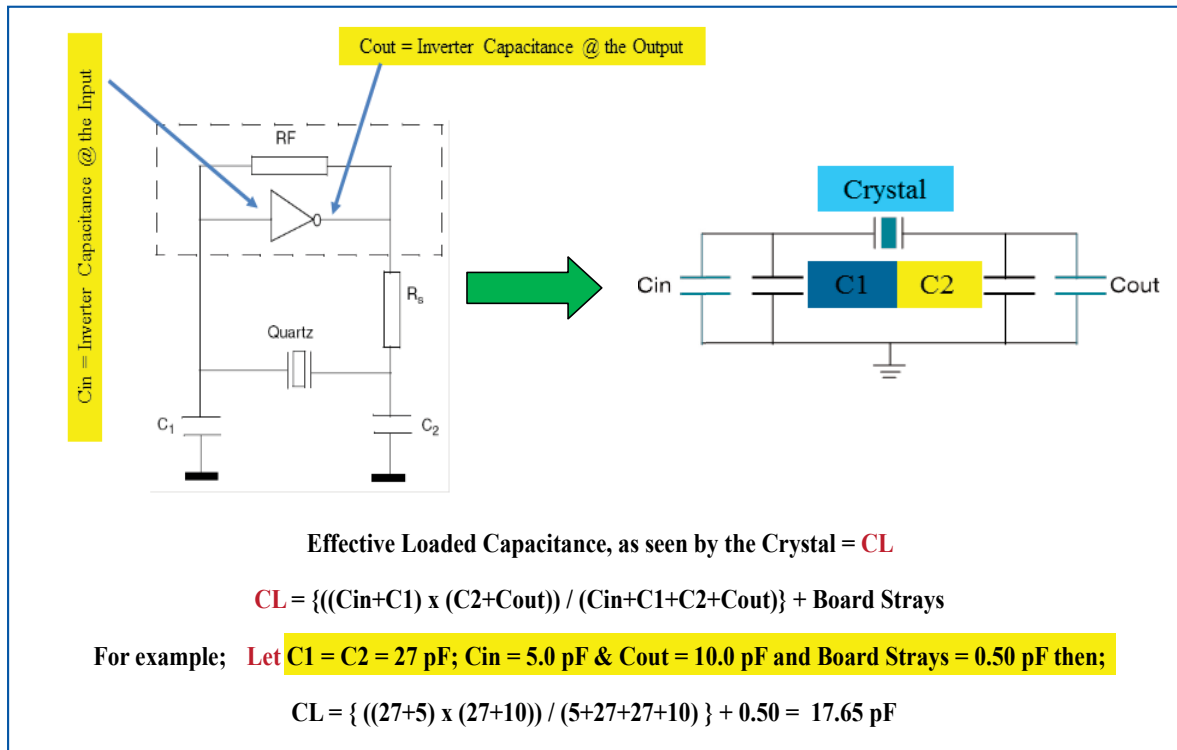 Cout = Inverter Capacitance @ the Output
Cin = Inverter Capacitance @ the Input
RF
Rs
Quartz
C1
C2
Crystal
Cin
C1
C2
Cout
Effective Loaded Capacitance, as seen by the Crystal = CL
CL = {((Cin+C1) x (C2+Cout)) / (Cin+C1+C2+Cout)} + Board Strays
For example; Let C1 = C2 = 27 pF; Cin = 5.0 pF & Cout = 10.0 pF and Board Strays = 0.50 pF then;
CL = { ((27+5) x (27+10)) / (5+27+27+10) } + 0.50 = 17.65 pF